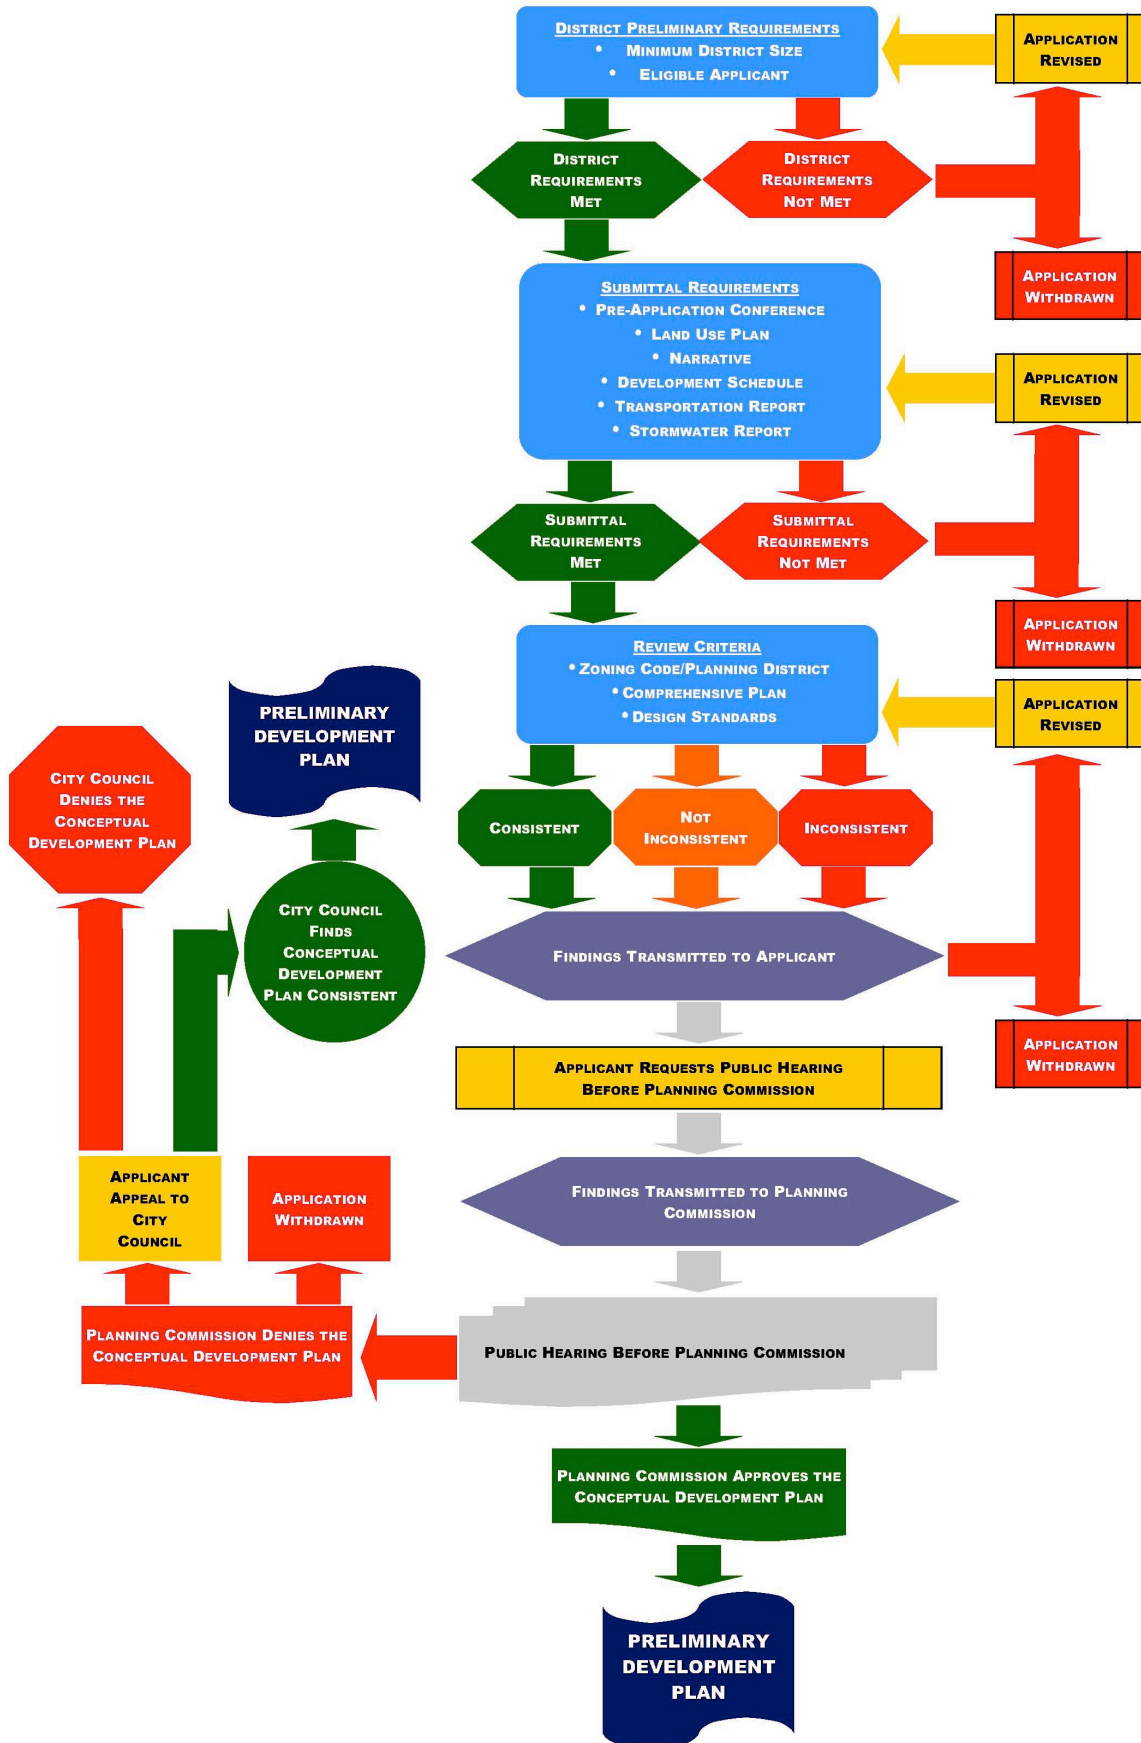 DISTRICT PRELIMINARY REQUIREMENTS
• MINIMUM DISTRICT SIZE
• ELIGIBLE APPLICANT
APPLICATION
REVISED
DISTRICT
REQUIREMENTS
MET
DISTRICT
REQUIREMENTS
NOT MET
APPLICATION
WITHDRAWN
SUBMITTAL REQUIREMENTS
• PRE-APPLICATION CONFERENCE
• LAND USE PLAN
• NARRATIVE
• DEVELOPMENT SCHEDULE
• TRANSPORTATION REPORT
• STORMWATER REPORT
APPLICATION
REVISED
SUBMITTAL
REQUIREMENTS
MET
SUBMITTAL
REQUIREMENTS
NOT MET
APPLICATION
WITHDRAWN
REVIEW CRITERIA
• ZONING CODE/PLANNING DISTRICT
• COMPREHENSIVE PLAN
• DESIGN STANDARDS
APPLICATION
REVISED
PRELIMINARY
DEVELOPMENT
PLAN
CITY COUNCIL
DENIES THE
CONCEPTUAL
DEVELOPMENT PLAN
CONSISTENT
NOT
INCONSISTENT
INCONSISTENT
CITY COUNCIL
FINDS
CONCEPTUAL
DEVELOPMENT
PLAN CONSISTENT
FINDINGS TRANSMITTED TO APPLICANT
APPLICATION
WITHDRAWN
APPLICANT REQUESTS PUBLIC HEARING
BEFORE PLANNING COMMISSION
APPLICANT
APPEAL TO
CITY
COUNCIL
APPLICATION
WITHDRAWN
FINDINGS TRANSMITTED TO PLANNING
COMMISSION
PLANNING COMMISSION DENIES THE
CONCEPTUAL DEVELOPMENT PLAN
PUBLIC HEARING BEFORE PLANNING COMMISSION
PLANNING COMMISSION APPROVES THE
CONCEPTUAL DEVELOPMENT PLAN
PRELIMINARY
DEVELOPMENT
PLAN